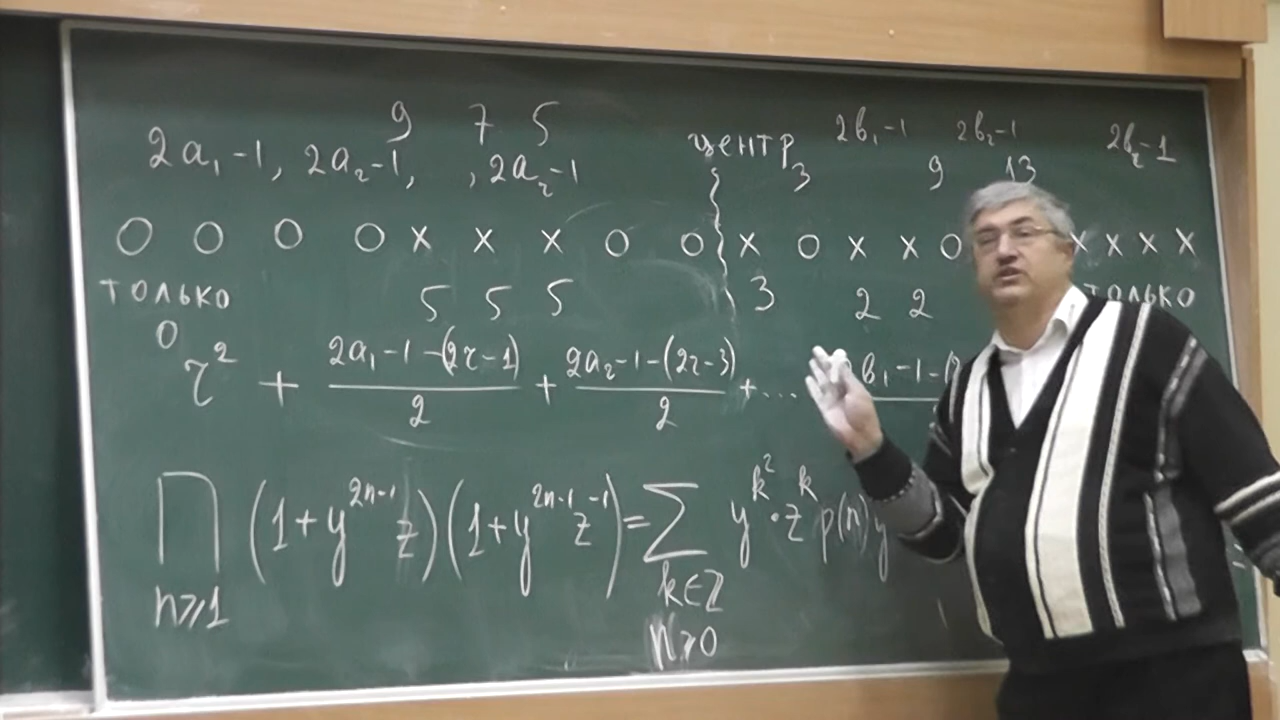 9 7 5 2b₁-1 2b₂-1 2b_r-1
2a₁-1, 2a₂-1, , 2a_r-1 центр 3 9 13
O O O O x x x O O x O x x O x x x x
только 5 5 5 3 2 2 только
0
r² + (2a₁-1-(2r-1))/2 + (2a₂-1-(2r-3))/2 + ... 2b₁-1-(
∏ (1+y^{2n-1}z)(1+y^{2n-1}z^{-1}) = ∑ y^{k²}·z^k p(n)y
n⩾1 k∈ℤ
n⩾0